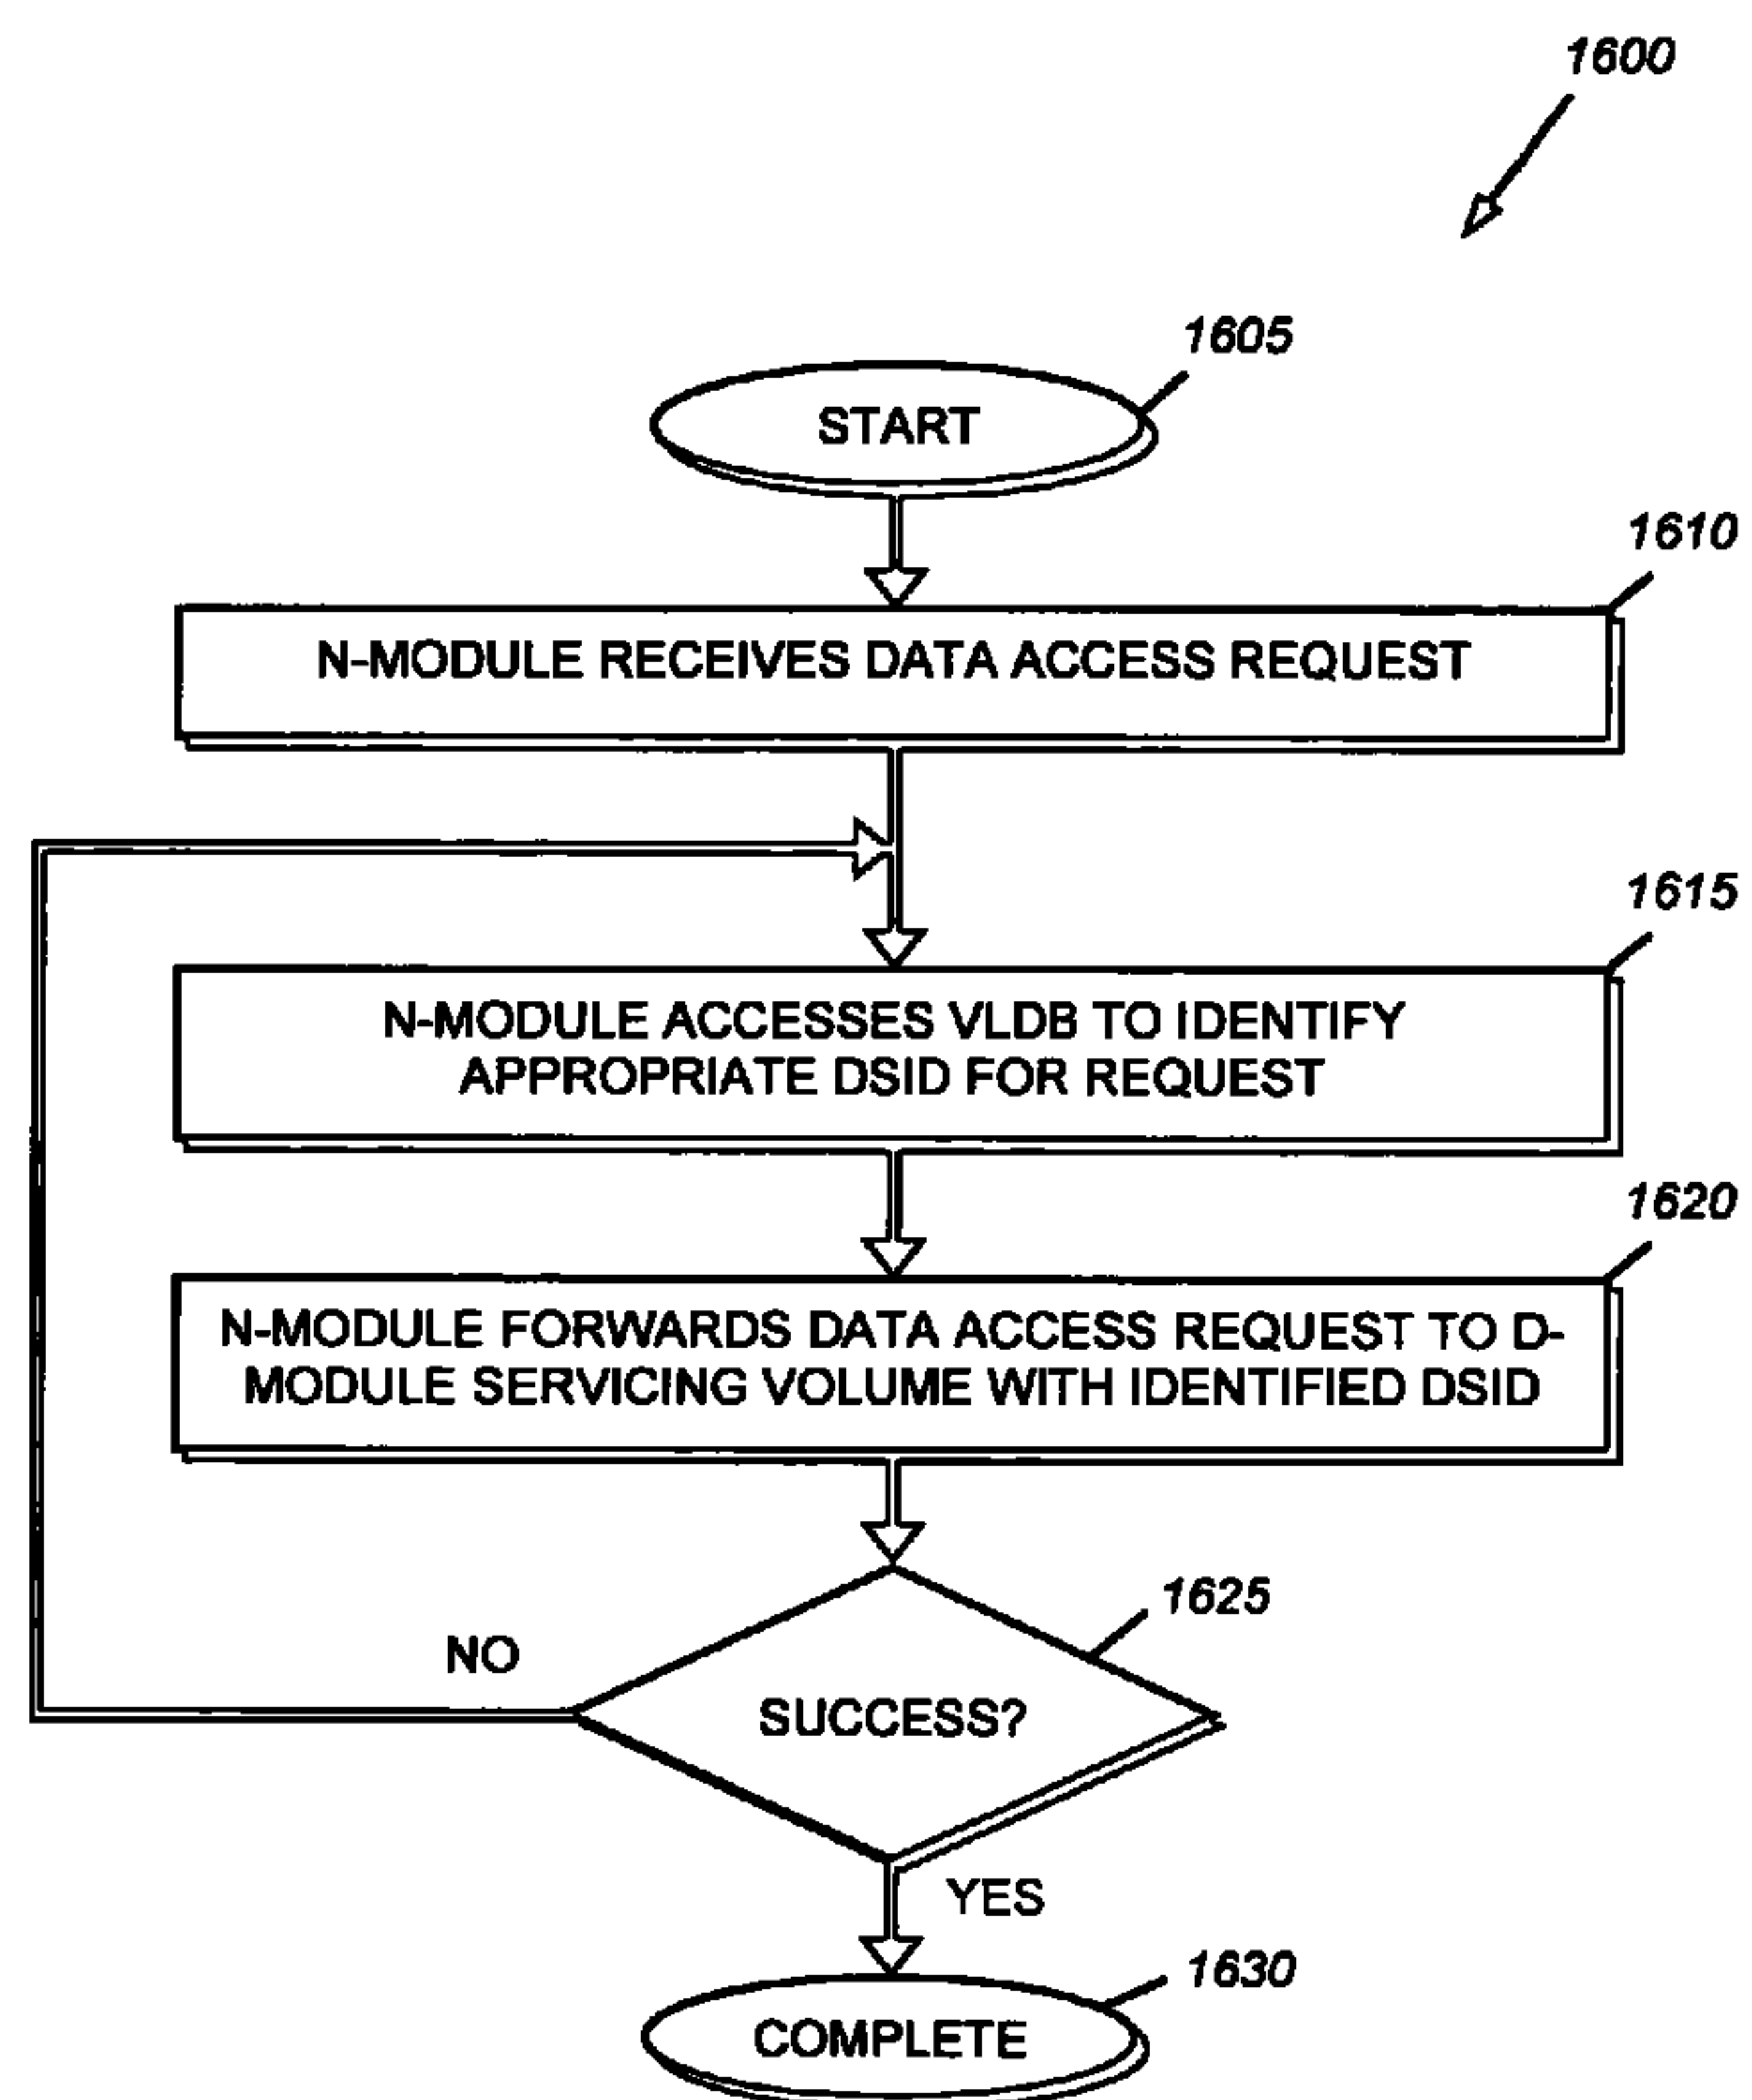 1600
1605
START
1610
N-MODULE RECEIVES DATA ACCESS REQUEST
1615
N-MODULE ACCESSES VLDB TO IDENTIFY
APPROPRIATE DSID FOR REQUEST
1620
N-MODULE FORWARDS DATA ACCESS REQUEST TO D-
MODULE SERVICING VOLUME WITH IDENTIFIED DSID
1625
NO
SUCCESS?
YES
1630
COMPLETE